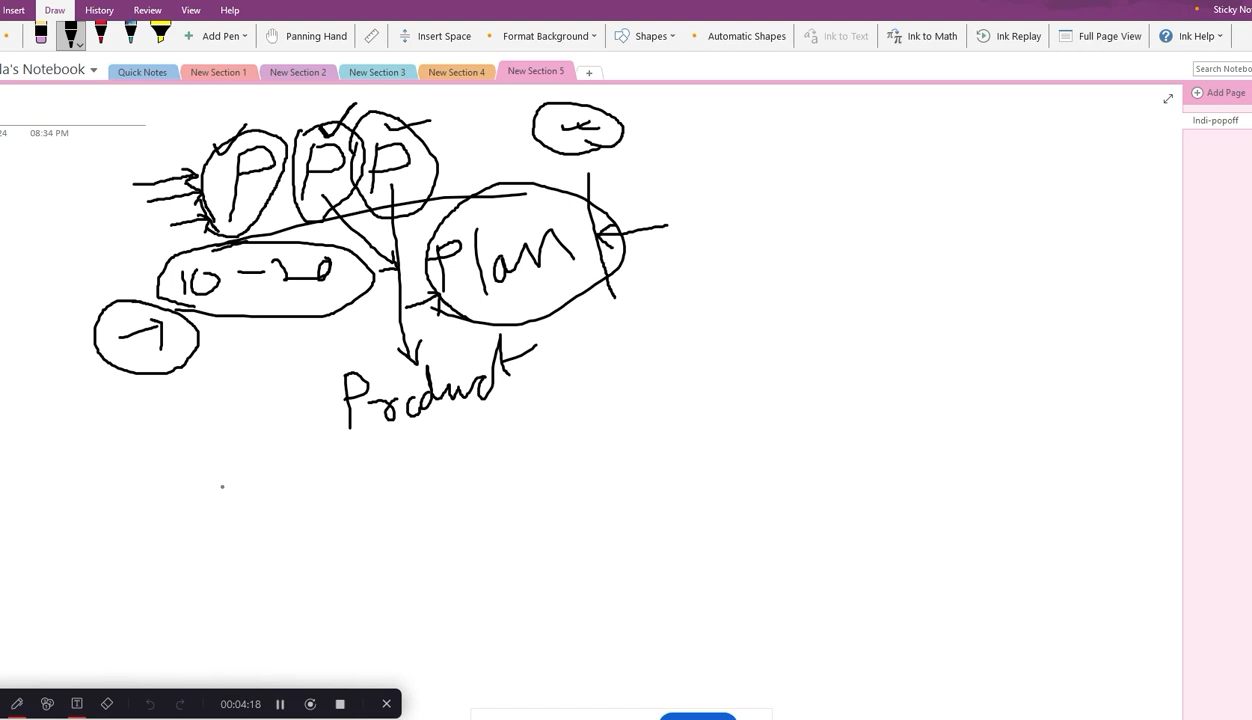 Insert Draw History Review View Help Sticky No
Add Pen Panning Hand Insert Space Format Background Shapes Automatic Shapes Ink to Text Ink to Math Ink Replay Full Page View Ink Help
la's Notebook Quick Notes New Section 1 New Section 2 New Section 3 New Section 4 New Section 5 + Search Notebook
Add Page
Indi-popoff
24 08:34 PM
P P P
Plan
10 - 20
Product
00:04:18